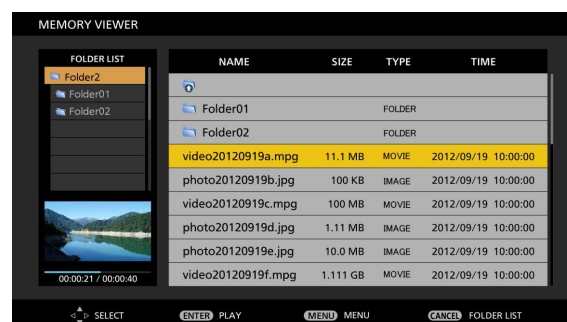 MEMORY VIEWER
FOLDER LIST
Folder2
Folder01
Folder02
00:00:21 / 00:00:40
NAME SIZE TYPE TIME
Folder01 FOLDER
Folder02 FOLDER
video20120919a.mpg 11.1 MB MOVIE 2012/09/19 10:00:00
photo20120919b.jpg 100 KB IMAGE 2012/09/19 10:00:00
video20120919c.mpg 100 MB MOVIE 2012/09/19 10:00:00
photo20120919d.jpg 1.11 MB IMAGE 2012/09/19 10:00:00
photo20120919e.jpg 10.0 MB IMAGE 2012/09/19 10:00:00
video20120919f.mpg 1.111 GB MOVIE 2012/09/19 10:00:00
SELECT ENTER PLAY MENU MENU CANCEL FOLDER LIST